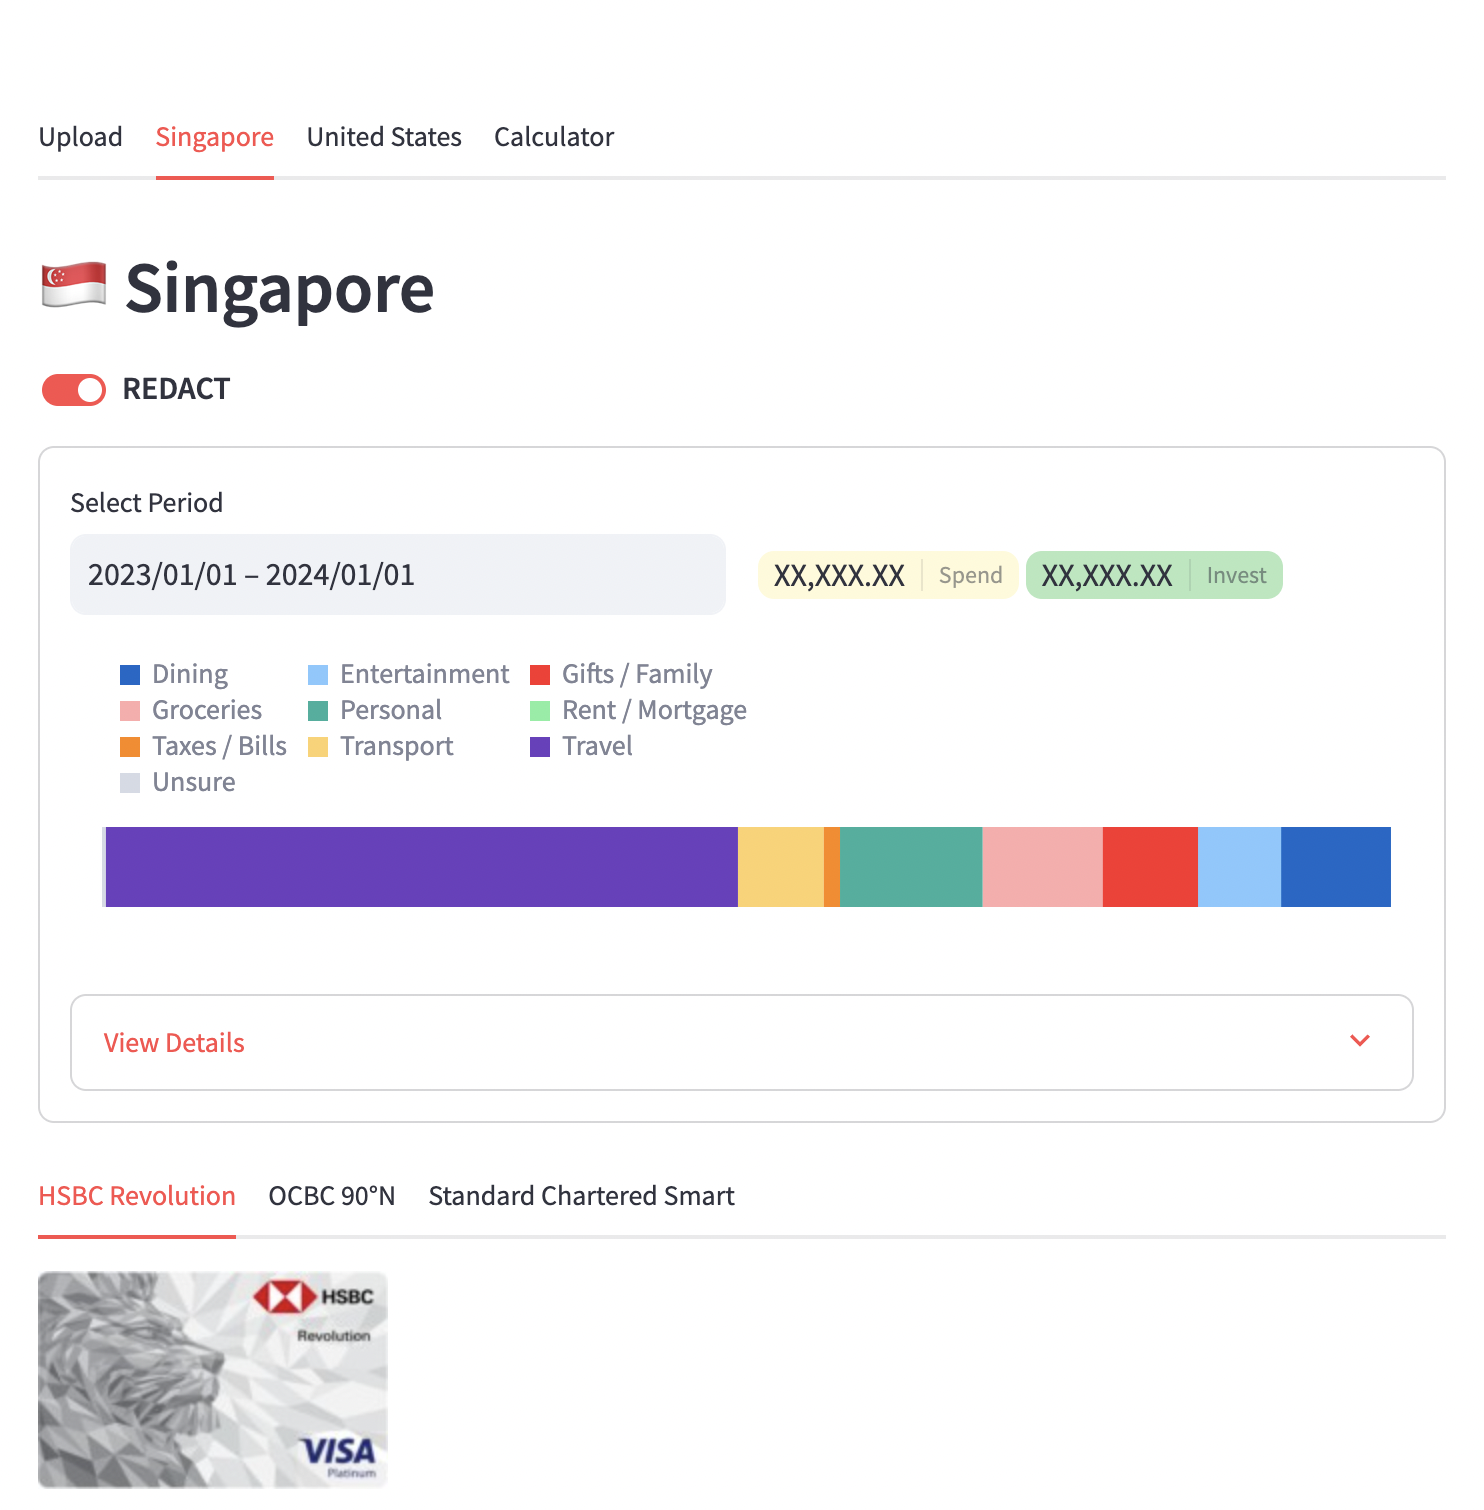 Upload Singapore United States Calculator
Singapore
REDACT
Select Period
2023/01/01 – 2024/01/01 XX,XXX.XX Spend XX,XXX.XX Invest
Dining Entertainment Gifts / Family
Groceries Personal Rent / Mortgage
Taxes / Bills Transport Travel
Unsure
View Details
HSBC Revolution OCBC 90°N Standard Chartered Smart
HSBC
Revolution
VISA
Platinum